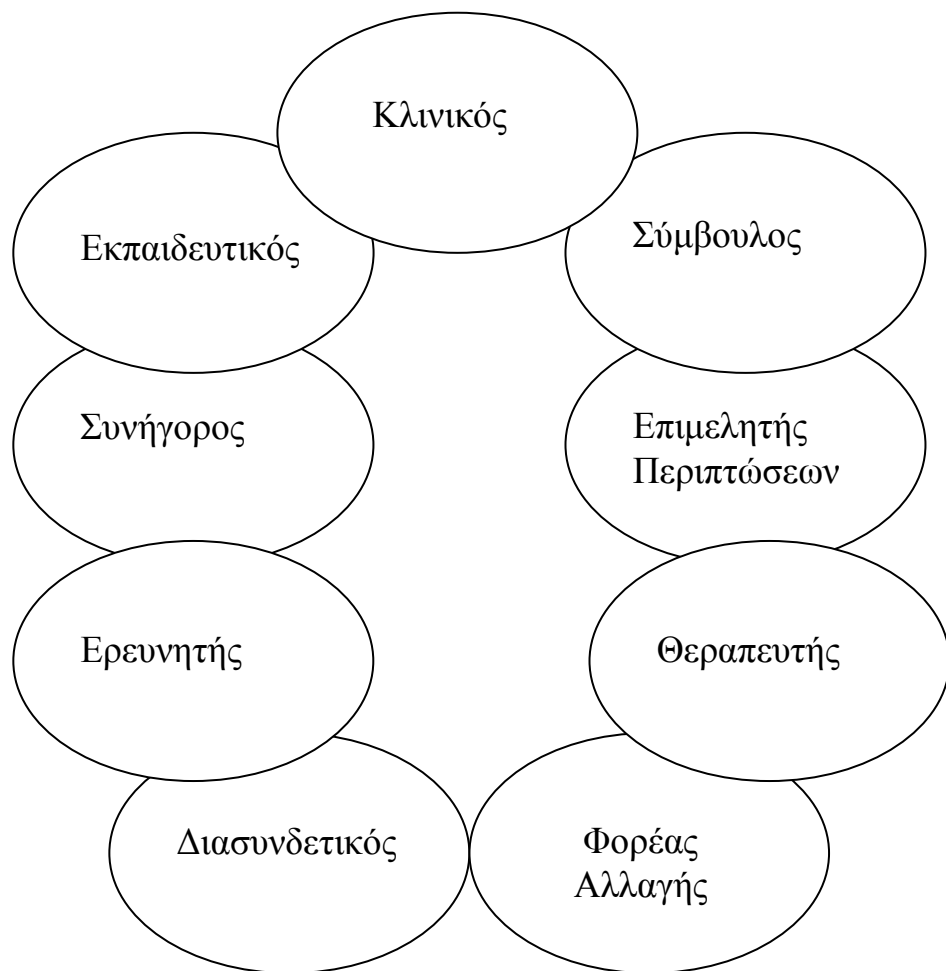 Κλινικός
Εκπαιδευτικός
Σύμβουλος
Συνήγορος
Επιμελητής
Περιπτώσεων
Ερευνητής
Θεραπευτής
Διασυνδετικός
Φορέας
Αλλαγής